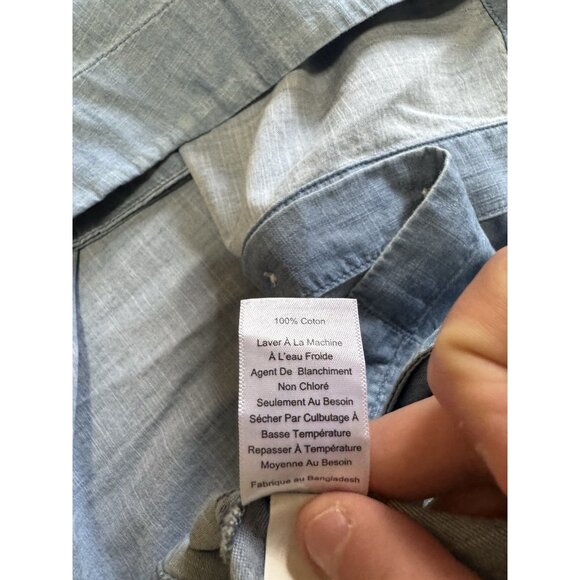 100% Coton
Laver À La Machine
À L'eau Froide
Agent De Blanchiment
Non Chloré
Seulement Au Besoin
Sécher Par Culbutage À
Basse Température
Repasser À Température
Moyenne Au Besoin
Fabrique au Bangladesh